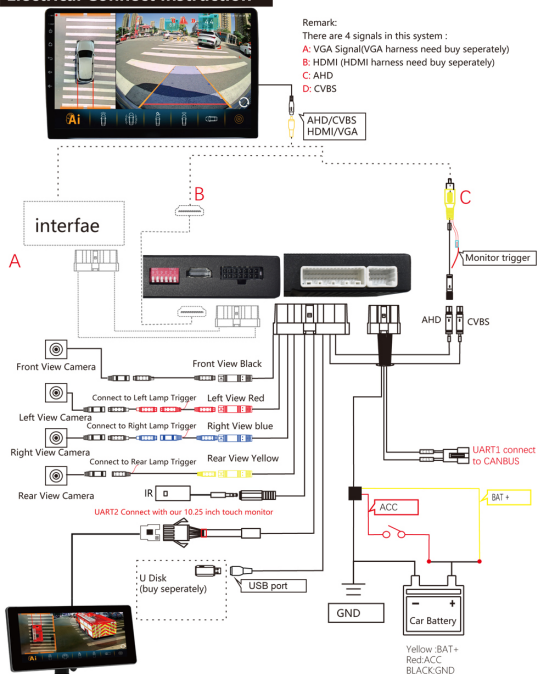 Electrical Connect Instruction
Remark:
There are 4 signals in this system :
A: VGA Signal(VGA harness need buy seperately)
B: HDMI (HDMI harness need buy seperately)
C: AHD
D: CVBS
Ai
AHD/CVBS
HDMI/VGA
B
C
interfae
A
Monitor trigger
AHD
CVBS
Front View Camera
Front View Black
Connect to Left Lamp Trigger
Left View Red
Left View Camera
Connect to Right Lamp Trigger
Right View blue
Right View Camera
Connect to Rear Lamp Trigger
Rear View Yellow
Rear View Camera
UART1 connect
to CANBUS
IR
BAT +
ACC
UART2 Connect with our 10.25 inch touch monitor
U Disk
(buy seperately)
USB port
GND
- +
Car Battery
Ai
Yellow :BAT+
Red:ACC
BLACK:GND